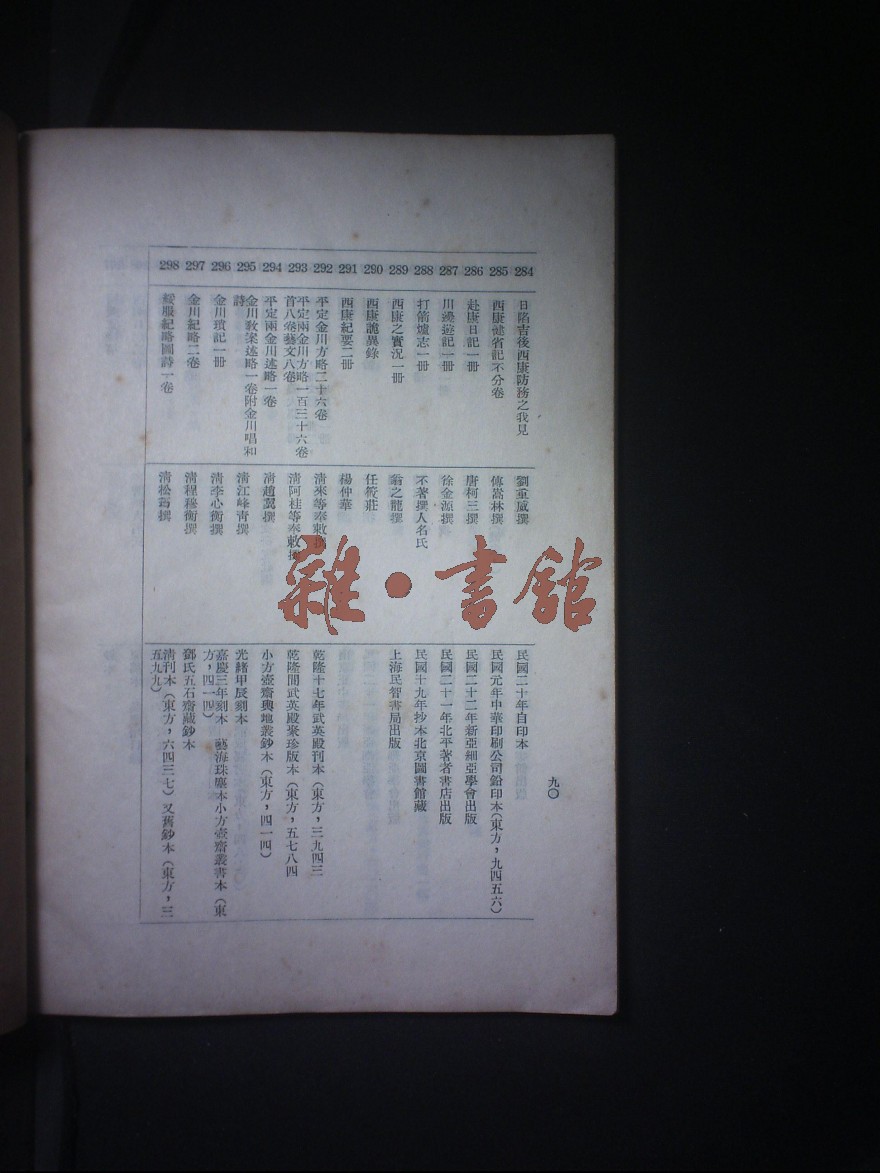 284
日陷吉後西康防務之我見
劉重威撰
民國二十年自印本
285
西康建省記不分卷
傅嵩林撰
民國元年中華印刷公司鉛印本(東方,九四五六)
286
赴康日記一冊
唐柯三撰
民國二十二年新亞細亞學會出版
287
川邊遊記一冊
徐金源撰
民國二十一年北平著者書店出版
288
打箭爐志一冊
不著撰人名氏
民國十九年抄本北京圖書館藏
289
西康之實況一冊
翁之龍撰
上海民智書局出版
290
西康詭異錄
任筱莊
291
西康紀要二冊
楊仲華
292
平定金川方略二十六卷
清來等奉敕撰
乾隆十七年武英殿刊本(東方,三九四三
293
平定兩金川方略一百三十六卷
首八卷藝文八卷
清阿桂等奉敕撰
乾隆間武英殿聚珍版本(東方,五七八四
294
平定兩金川述略一卷
清趙翼撰
小方壺齋輿地叢鈔本(東方,四一四)
295
金川教案述略一卷附金川唱和
詩
清江峰青撰
光緒甲辰刻本
296
金川瑣記一冊
清李心衡撰
嘉慶三年刻本 藝海珠塵本小方壺齋叢書本(東
方,四一四)
297
金川紀略二卷
清程穆衡撰
鄧氏五石齋藏鈔本
298
綏服紀略圖詩一卷
清松筠撰
清刊本(東方,六四三七)又舊鈔本(東方,三
五九九)
九〇
雜·書館